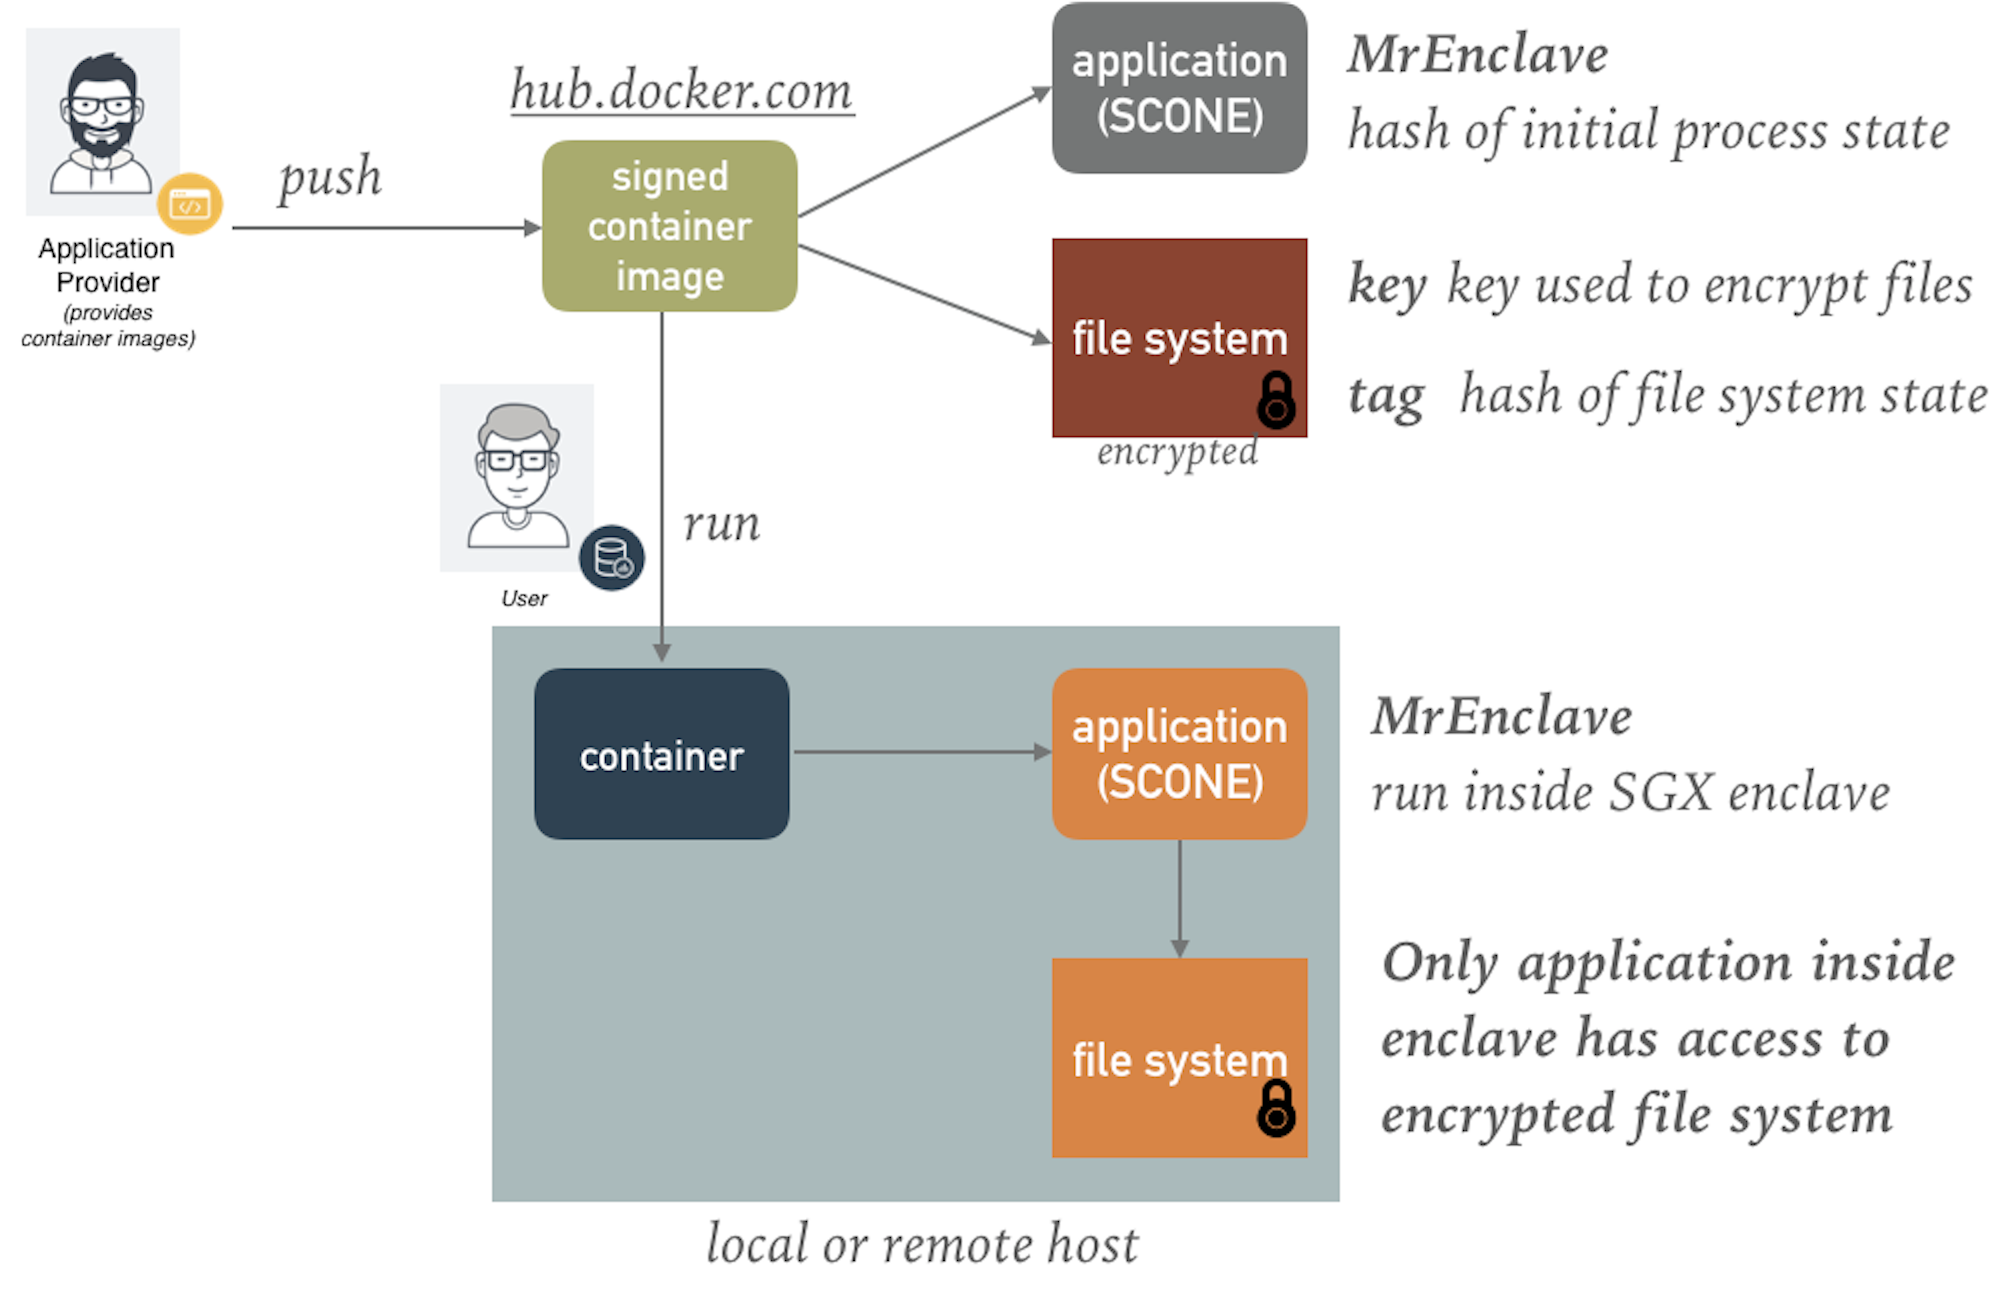 hub.docker.com
push
Application
Provider
(provides
container images)
signed
container
image
application
(SCONE)
MrEnclave
hash of initial process state
file system
encrypted
key key used to encrypt files
tag hash of file system state
User
run
container
application
(SCONE)
MrEnclave
run inside SGX enclave
file system
Only application inside
enclave has access to
encrypted file system
local or remote host